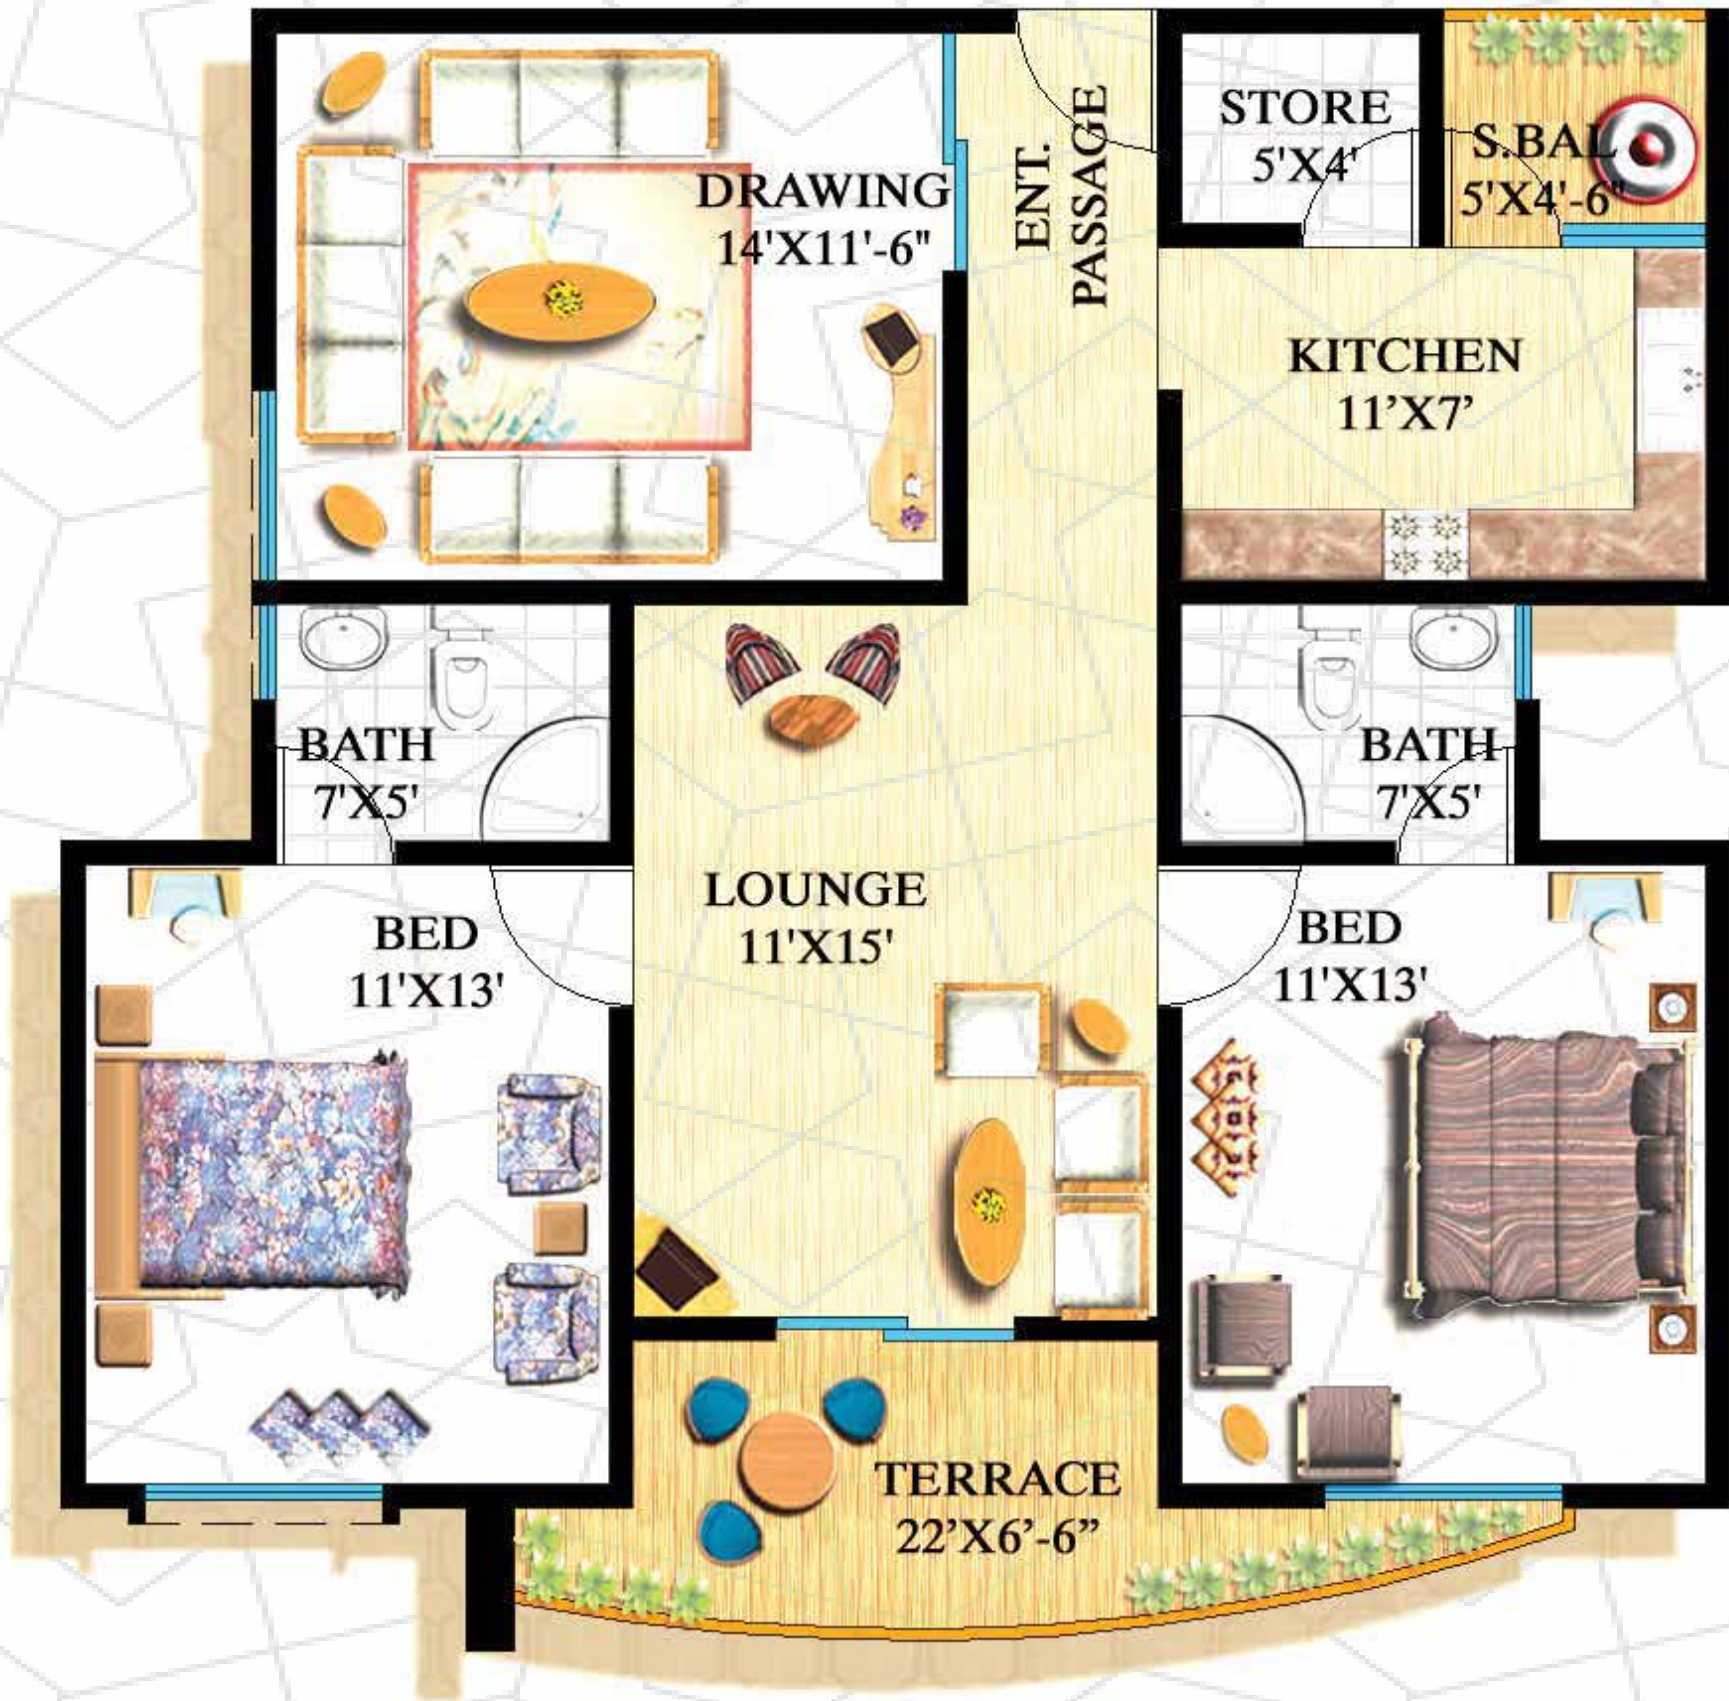 STORE
5'X4'
S.BAL
5'X4'-6"
DRAWING
14'X11'-6"
ENT.
PASSAGE
KITCHEN
11’X7’
BATH
7'X5'
BATH
7'X5'
LOUNGE
11'X15'
BED
11'X13'
BED
11'X13'
TERRACE
22’X6’-6”